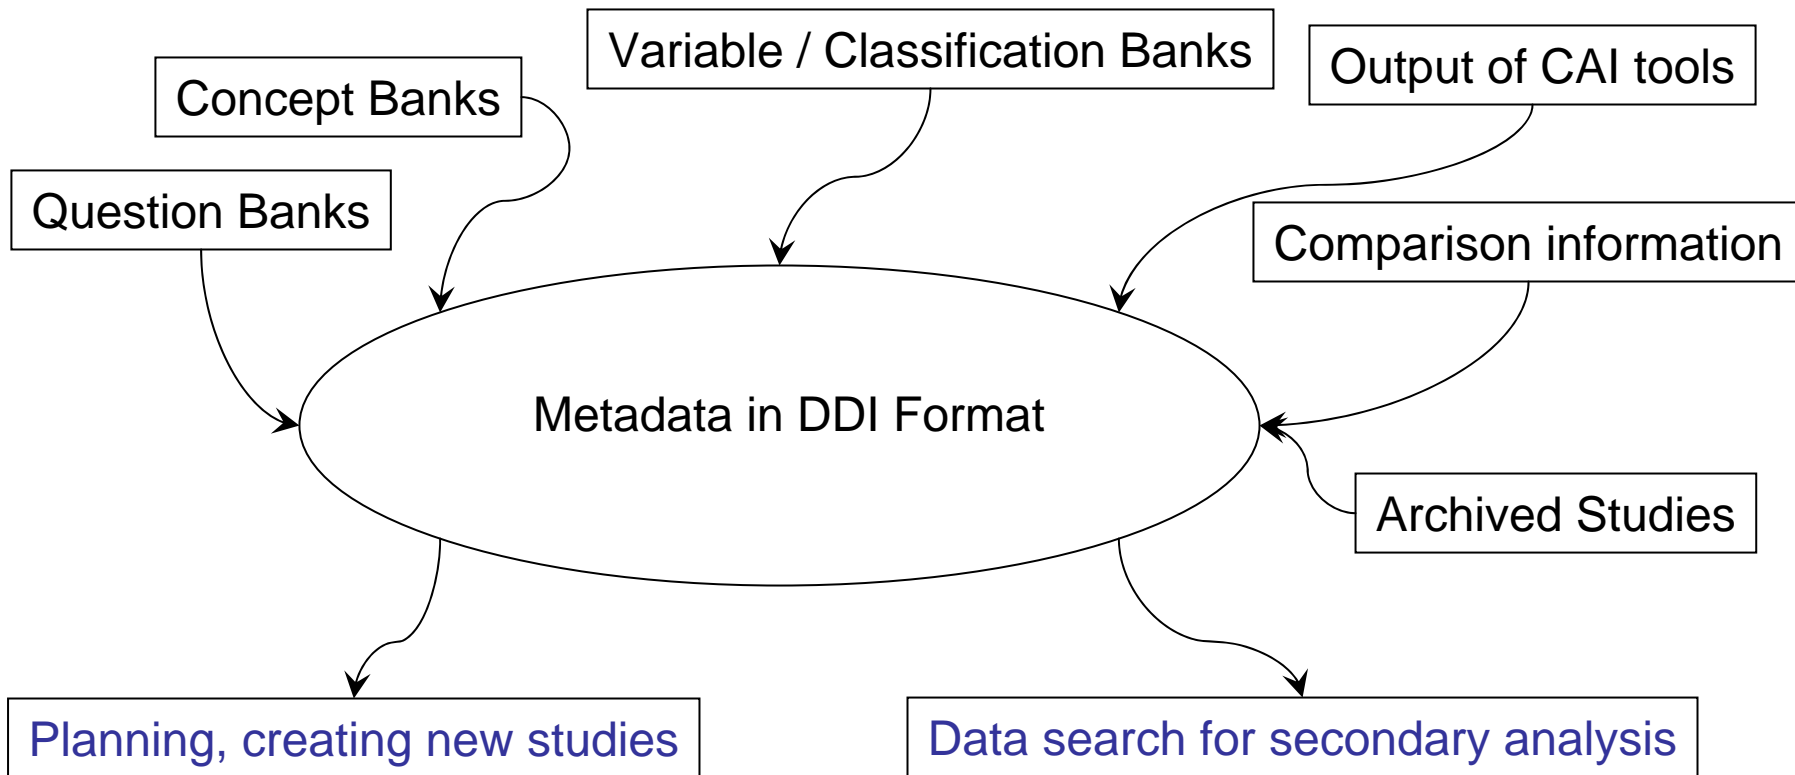 Variable / Classification Banks
Output of CAI tools
Concept Banks
Question Banks
Comparison information
Metadata in DDI Format
Archived Studies
Planning, creating new studies
Data search for secondary analysis